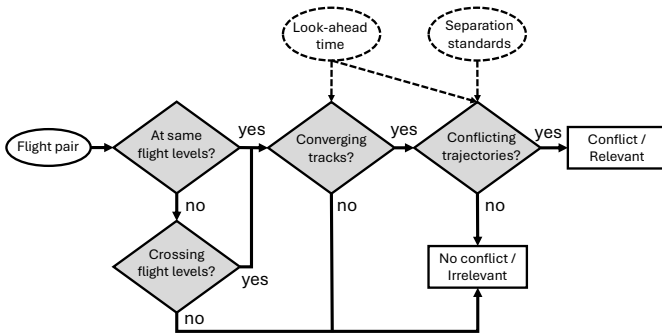 Look-ahead
time
Separation
standards
Flight pair
At same
flight levels?
yes
Converging
tracks?
yes
Conflicting
trajectories?
yes
Conflict /
Relevant
no
no
no
Crossing
flight levels?
yes
No conflict /
Irrelevant
no